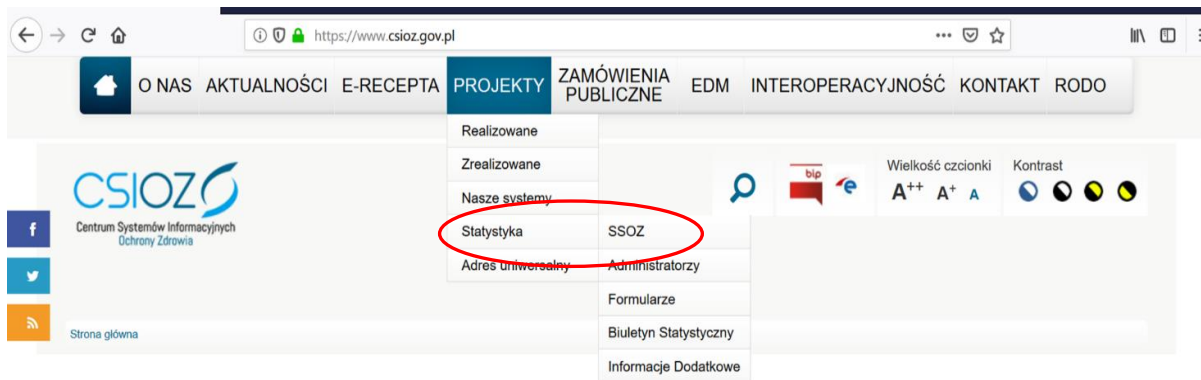 https://www.csioz.gov.pl
O NAS AKTUALNOŚCI E-RECEPTA PROJEKTY ZAMÓWIENIA PUBLICZNE EDM INTEROPERACYJNOŚĆ KONTAKT RODO
Realizowane
Zrealizowane
Nasze systemy
Statystyka
Adres uniwersalny
SSOZ
Administratorzy
Formularze
Biuletyn Statystyczny
Informacje Dodatkowe
CSIOZ
Centrum Systemów Informacyjnych
Ochrony Zdrowia
bip
e
Wielkość czcionki
A++ A+ A
Kontrast
f
Strona główna